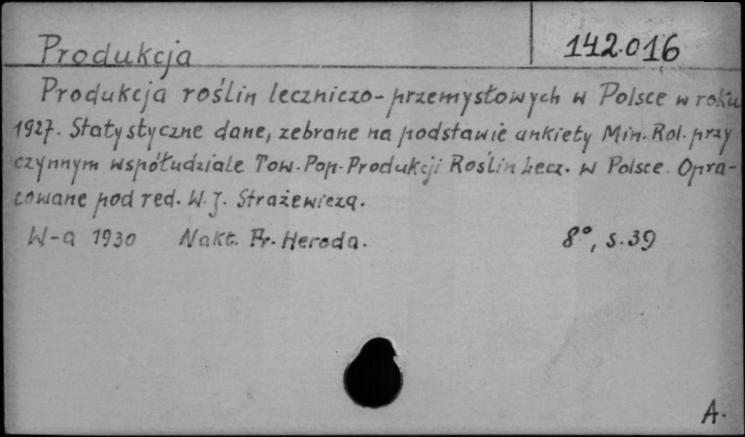 Produkcja
142.016
Produkcja roślin leczniczo-przemysłowych w Polsce w roku
1927. Statystyczne dane, zebrane na podstawie ankiety Min. Rol. przy
czynnym współudziale Tow. Pop. Produkcji Roślin Lecz. w Polsce. Opra-
cowane pod red. W. J. Strażewicza.
W-a 1930 Nakł. Fr. Heroda. 8°, s. 39
A.